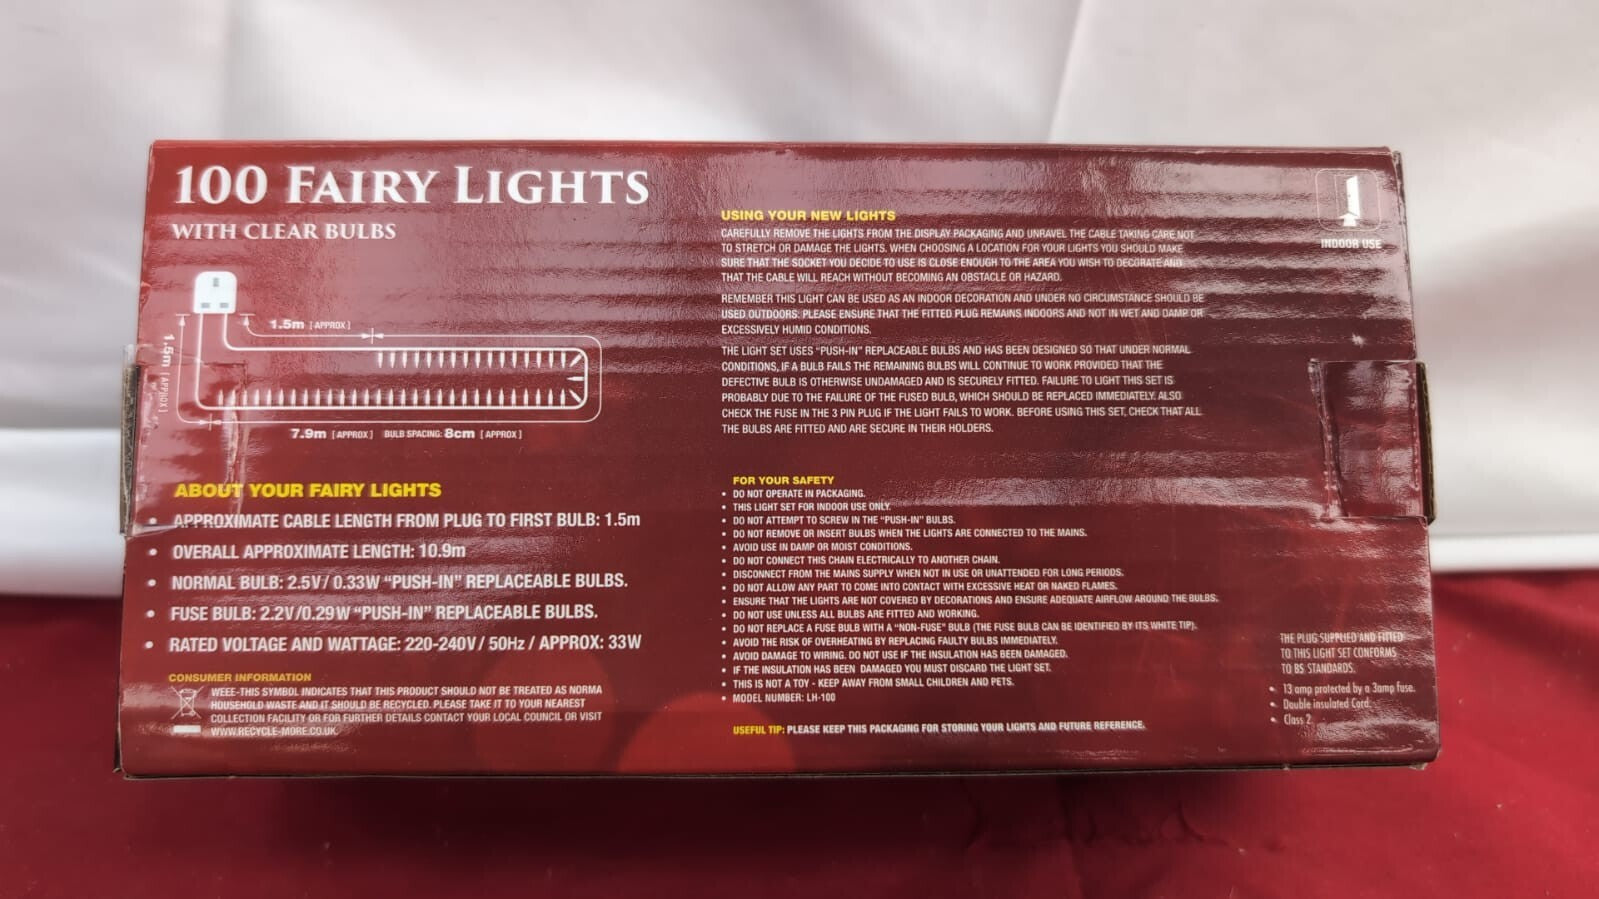 100 FAIRY LIGHTS
WITH CLEAR BULBS
1.5m [APPROX]
1.5m [APPROX]
7.9m [APPROX] BULB SPACING: 8cm [APPROX]
ABOUT YOUR FAIRY LIGHTS
• APPROXIMATE CABLE LENGTH FROM PLUG TO FIRST BULB: 1.5m
• OVERALL APPROXIMATE LENGTH: 10.9m
• NORMAL BULB: 2.5V/ 0.33W “PUSH-IN” REPLACEABLE BULBS.
• FUSE BULB: 2.2V/0.29W “PUSH-IN” REPLACEABLE BULBS.
• RATED VOLTAGE AND WATTAGE: 220-240V/ 50Hz / APPROX: 33W
CONSUMER INFORMATION
WEEE-THIS SYMBOL INDICATES THAT THIS PRODUCT SHOULD NOT BE TREATED AS NORMA
HOUSEHOLD WASTE AND IT SHOULD BE RECYCLED. PLEASE TAKE IT TO YOUR NEAREST
COLLECTION FACILITY OR FOR FURTHER DETAILS CONTACT YOUR LOCAL COUNCIL OR VISIT
WWW.RECYCLE-MORE.CO.UK
USING YOUR NEW LIGHTS
CAREFULLY REMOVE THE LIGHTS FROM THE DISPLAY PACKAGING AND UNRAVEL THE CABLE TAKING CARE NOT
TO STRETCH OR DAMAGE THE LIGHTS. WHEN CHOOSING A LOCATION FOR YOUR LIGHTS YOU SHOULD MAKE
SURE THAT THE SOCKET YOU DECIDE TO USE IS CLOSE ENOUGH TO THE AREA YOU WISH TO DECORATE AND
THAT THE CABLE WILL REACH WITHOUT BECOMING AN OBSTACLE OR HAZARD.
REMEMBER THIS LIGHT CAN BE USED AS AN INDOOR DECORATION AND UNDER NO CIRCUMSTANCE SHOULD BE
USED OUTDOORS. PLEASE ENSURE THAT THE FITTED PLUG REMAINS INDOORS AND NOT IN WET AND DAMP OR
EXCESSIVELY HUMID CONDITIONS.
THE LIGHT SET USES “PUSH-IN” REPLACEABLE BULBS AND HAS BEEN DESIGNED SO THAT UNDER NORMAL
CONDITIONS, IF A BULB FAILS THE REMAINING BULBS WILL CONTINUE TO WORK PROVIDED THAT THE
DEFECTIVE BULB IS OTHERWISE UNDAMAGED AND IS SECURELY FITTED. FAILURE TO LIGHT THIS SET IS
PROBABLY DUE TO THE FAILURE OF THE FUSED BULB, WHICH SHOULD BE REPLACED IMMEDIATELY. ALSO
CHECK THE FUSE IN THE 3 PIN PLUG IF THE LIGHT FAILS TO WORK. BEFORE USING THIS SET, CHECK THAT ALL
THE BULBS ARE FITTED AND ARE SECURE IN THEIR HOLDERS.
FOR YOUR SAFETY
• DO NOT OPERATE IN PACKAGING.
• THIS LIGHT SET FOR INDOOR USE ONLY.
• DO NOT ATTEMPT TO SCREW IN THE “PUSH-IN” BULBS.
• DO NOT REMOVE OR INSERT BULBS WHEN THE LIGHTS ARE CONNECTED TO THE MAINS.
• AVOID USE IN DAMP OR MOIST CONDITIONS.
• DO NOT CONNECT THIS CHAIN ELECTRICALLY TO ANOTHER CHAIN.
• DISCONNECT FROM THE MAINS SUPPLY WHEN NOT IN USE OR UNATTENDED FOR LONG PERIODS.
• DO NOT ALLOW ANY PART TO COME INTO CONTACT WITH EXCESSIVE HEAT OR NAKED FLAMES.
• ENSURE THAT THE LIGHTS ARE NOT COVERED BY DECORATIONS AND ENSURE ADEQUATE AIRFLOW AROUND THE BULBS.
• DO NOT USE UNLESS ALL BULBS ARE FITTED AND WORKING.
• DO NOT REPLACE A FUSE BULB WITH A “NON-FUSE” BULB (THE FUSE BULB CAN BE IDENTIFIED BY ITS WHITE TIP).
• AVOID THE RISK OF OVERHEATING BY REPLACING FAULTY BULBS IMMEDIATELY.
• AVOID DAMAGE TO WIRING. DO NOT USE IF THE INSULATION HAS BEEN DAMAGED.
• IF THE INSULATION HAS BEEN DAMAGED YOU MUST DISCARD THE LIGHT SET.
• THIS IS NOT A TOY - KEEP AWAY FROM SMALL CHILDREN AND PETS.
• MODEL NUMBER: LH-100
USEFUL TIP: PLEASE KEEP THIS PACKAGING FOR STORING YOUR LIGHTS AND FUTURE REFERENCE.
INDOOR USE
THE PLUG SUPPLIED AND FITTED
TO THIS LIGHT SET CONFORMS
TO BS STANDARDS.
• 13 amp protected by a 3amp fuse.
• Double insulated Cord.
• Class 2